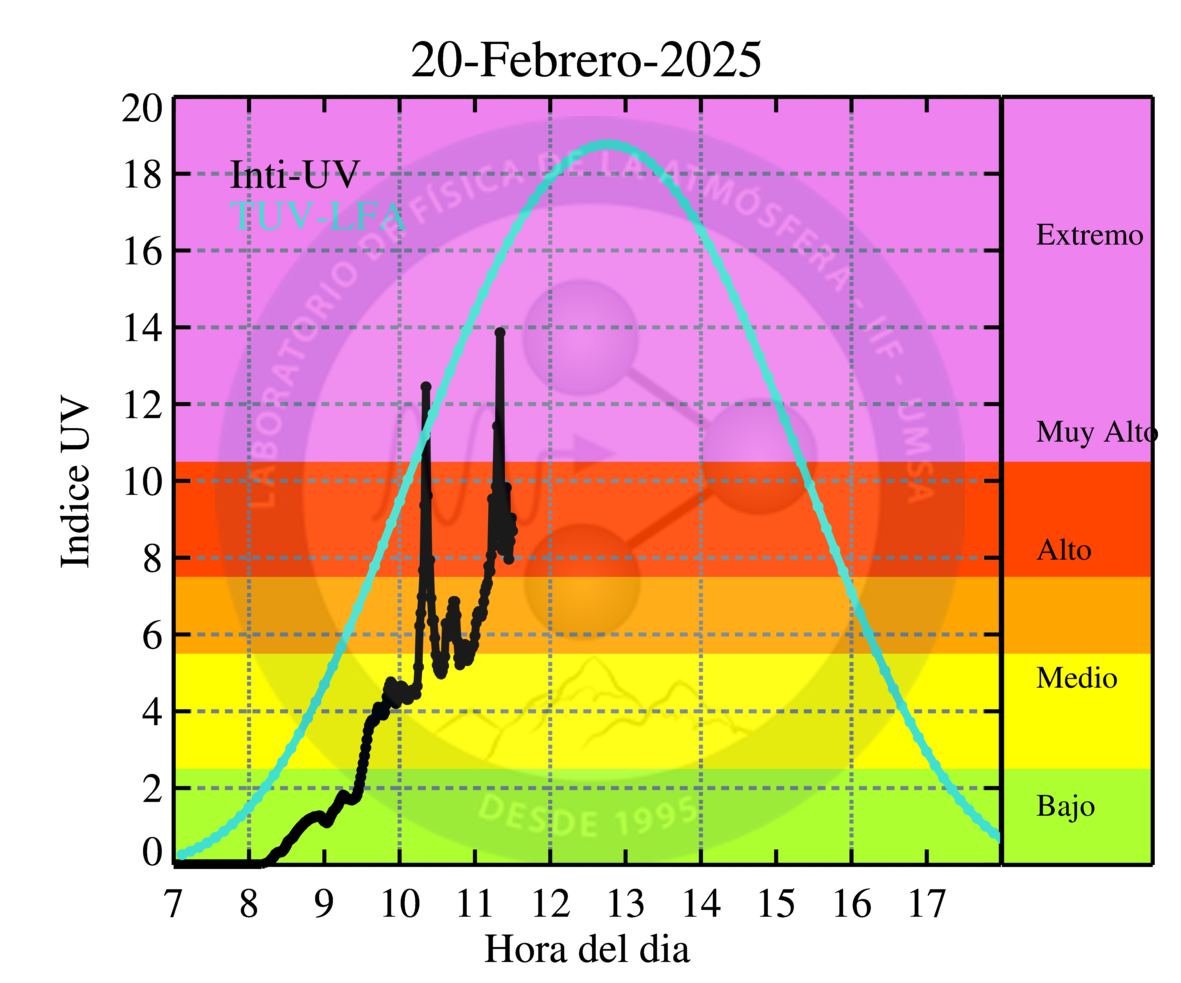 20-Febrero-2025
Indice UV
20
18
16
14
12
10
8
6
4
2
0
Inti-UV
TUV-LFA
LABORATORIO DE FÍSICA DE LA ATMÓSFERA - IIF - UMSA
DESDE 1995
Extremo
Muy Alto
Alto
Medio
Bajo
7 8 9 10 11 12 13 14 15 16 17
Hora del dia